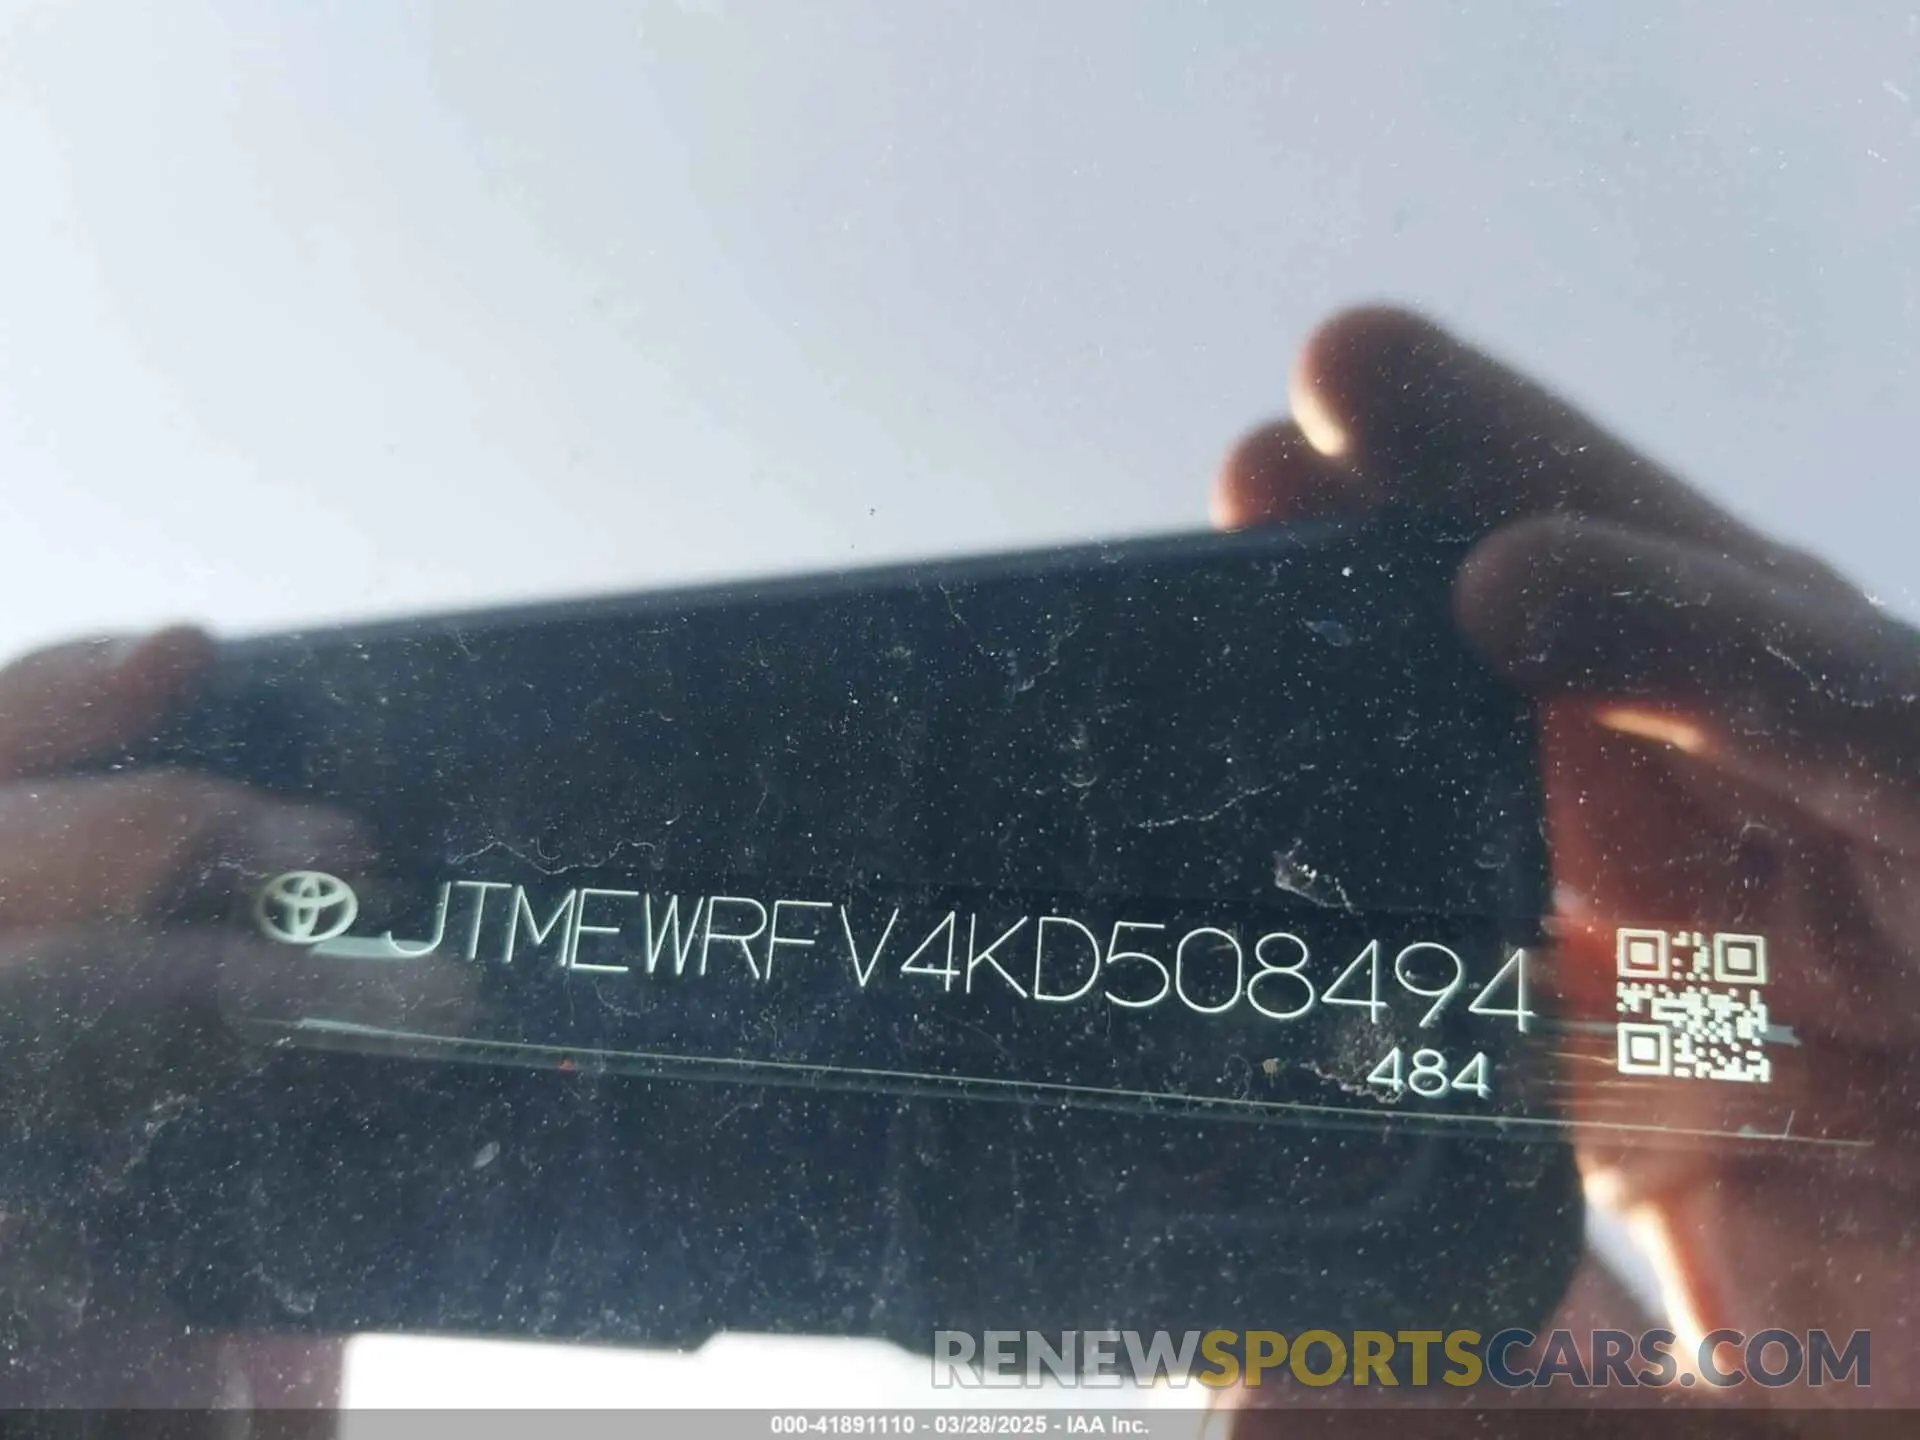 JTMEWRFV4KD508494
484
RENEWSPORTSCARS.COM
000-41891110 - 03/28/2025 - IAA Inc.